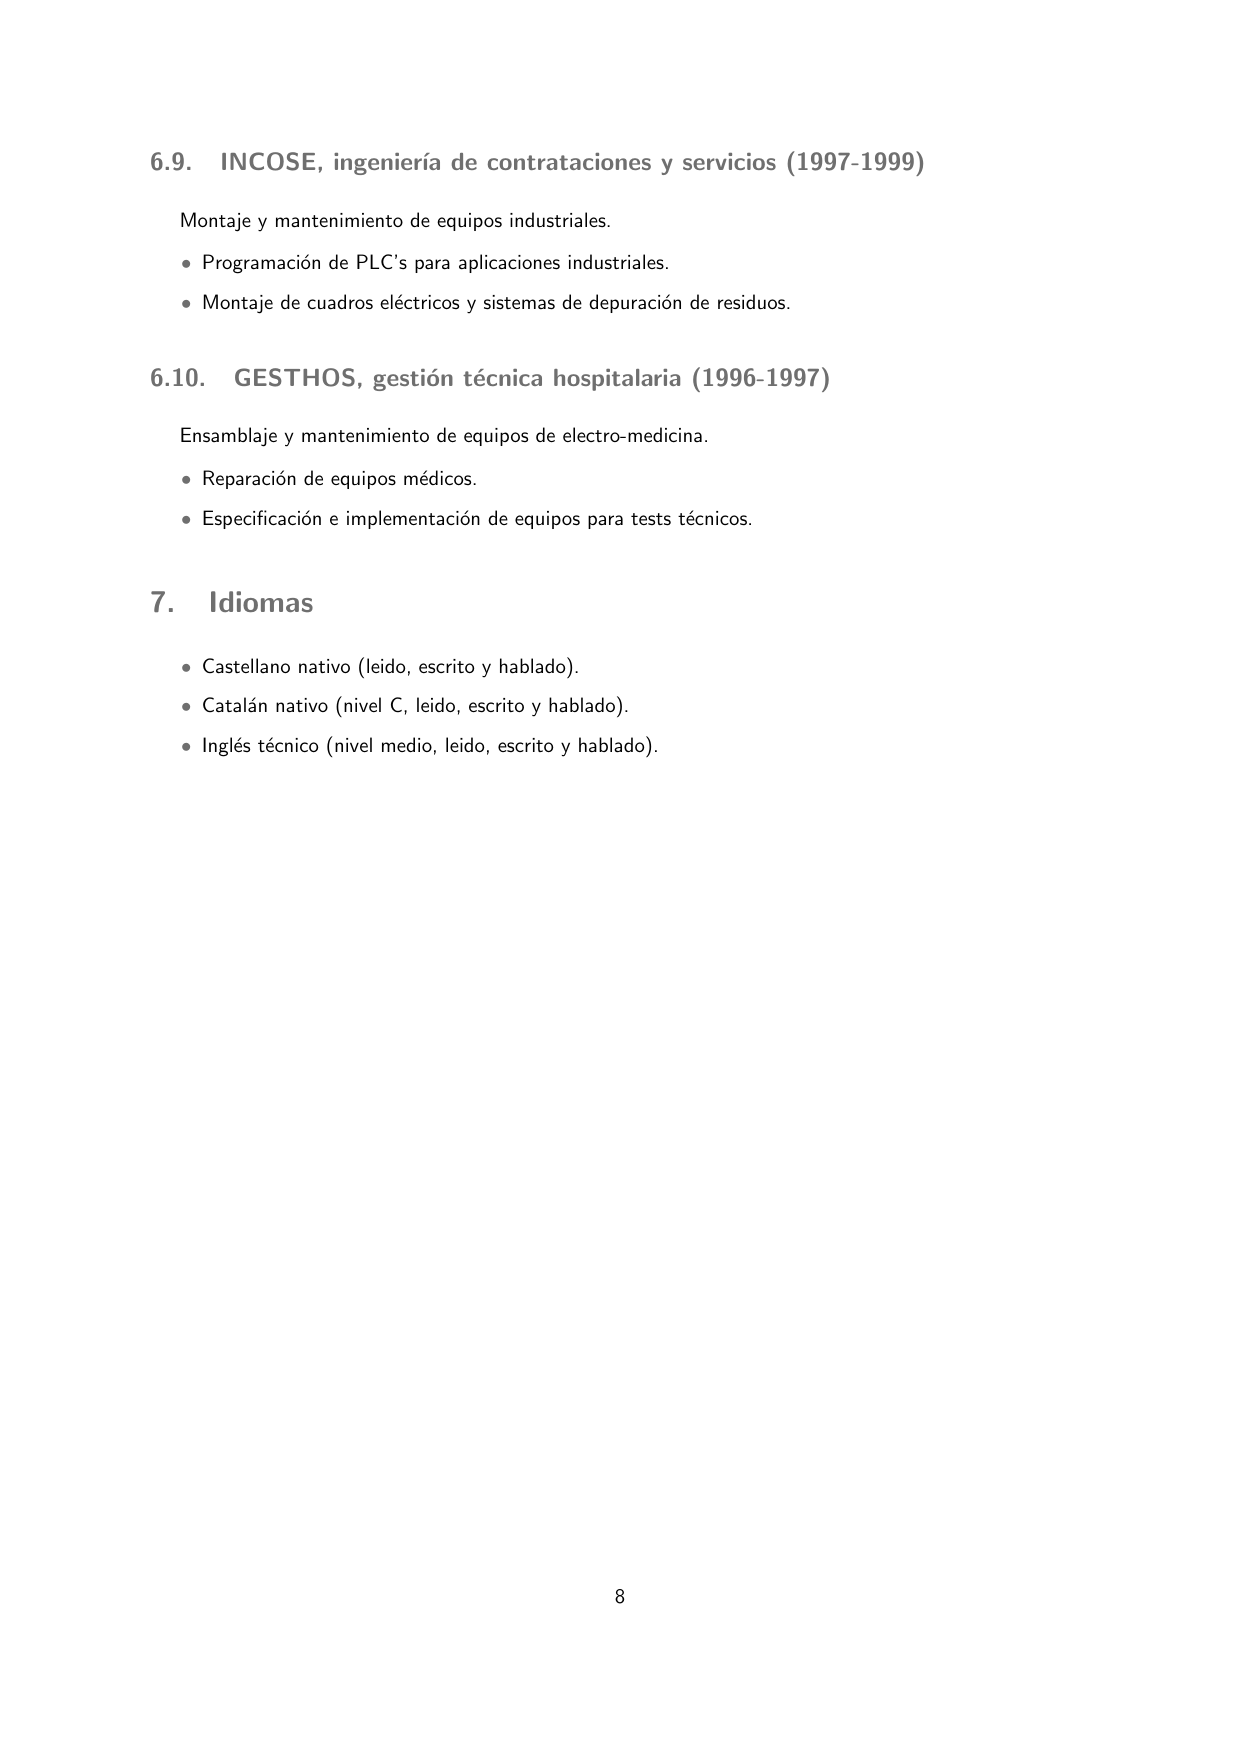 6.9. INCOSE, ingeniería de contrataciones y servicios (1997-1999)
Montaje y mantenimiento de equipos industriales.
• Programación de PLC's para aplicaciones industriales.
• Montaje de cuadros eléctricos y sistemas de depuración de residuos.
6.10. GESTHOS, gestión técnica hospitalaria (1996-1997)
Ensamblaje y mantenimiento de equipos de electro-medicina.
• Reparación de equipos médicos.
• Especificación e implementación de equipos para tests técnicos.
7. Idiomas
• Castellano nativo (leido, escrito y hablado).
• Catalán nativo (nivel C, leido, escrito y hablado).
• Inglés técnico (nivel medio, leido, escrito y hablado).
8